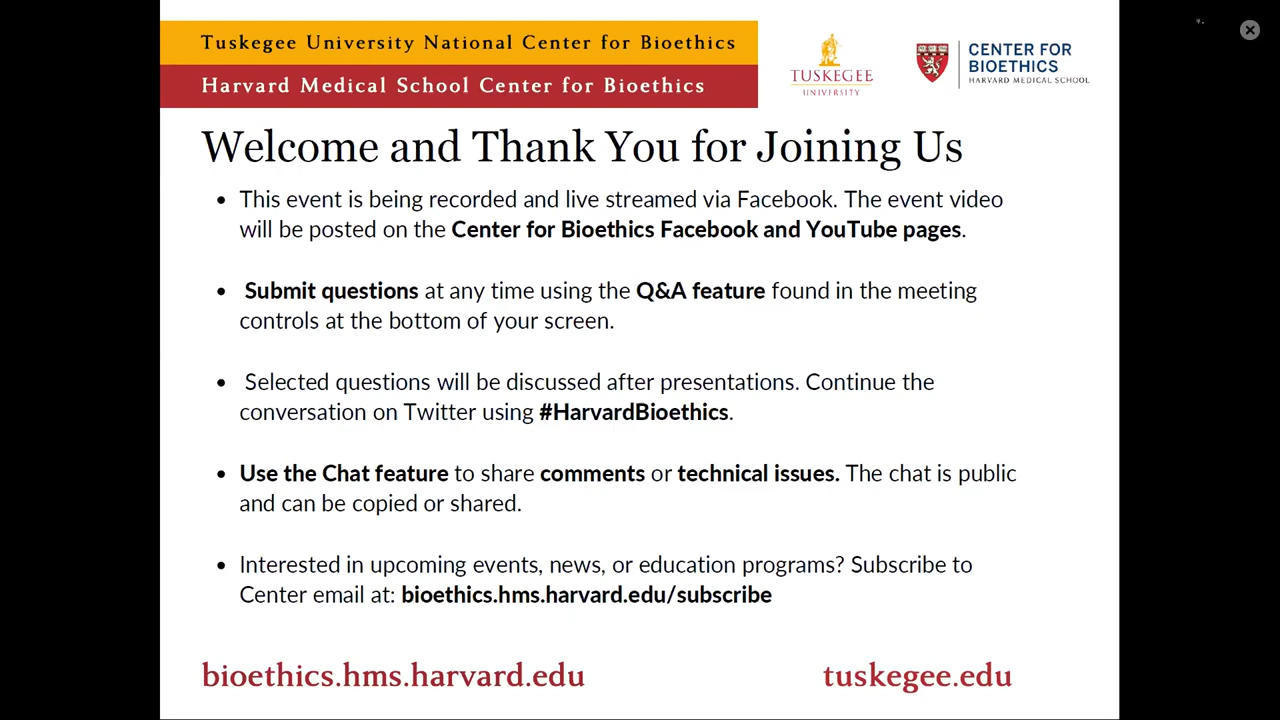 Tuskegee University National Center for Bioethics
Harvard Medical School Center for Bioethics
TUSKEGEE
UNIVERSITY
CENTER FOR
BIOETHICS
HARVARD MEDICAL SCHOOL
Welcome and Thank You for Joining Us
• This event is being recorded and live streamed via Facebook. The event video
will be posted on the Center for Bioethics Facebook and YouTube pages.
• Submit questions at any time using the Q&A feature found in the meeting
controls at the bottom of your screen.
• Selected questions will be discussed after presentations. Continue the
conversation on Twitter using #HarvardBioethics.
• Use the Chat feature to share comments or technical issues. The chat is public
and can be copied or shared.
• Interested in upcoming events, news, or education programs? Subscribe to
Center email at: bioethics.hms.harvard.edu/subscribe
bioethics.hms.harvard.edu
tuskegee.edu